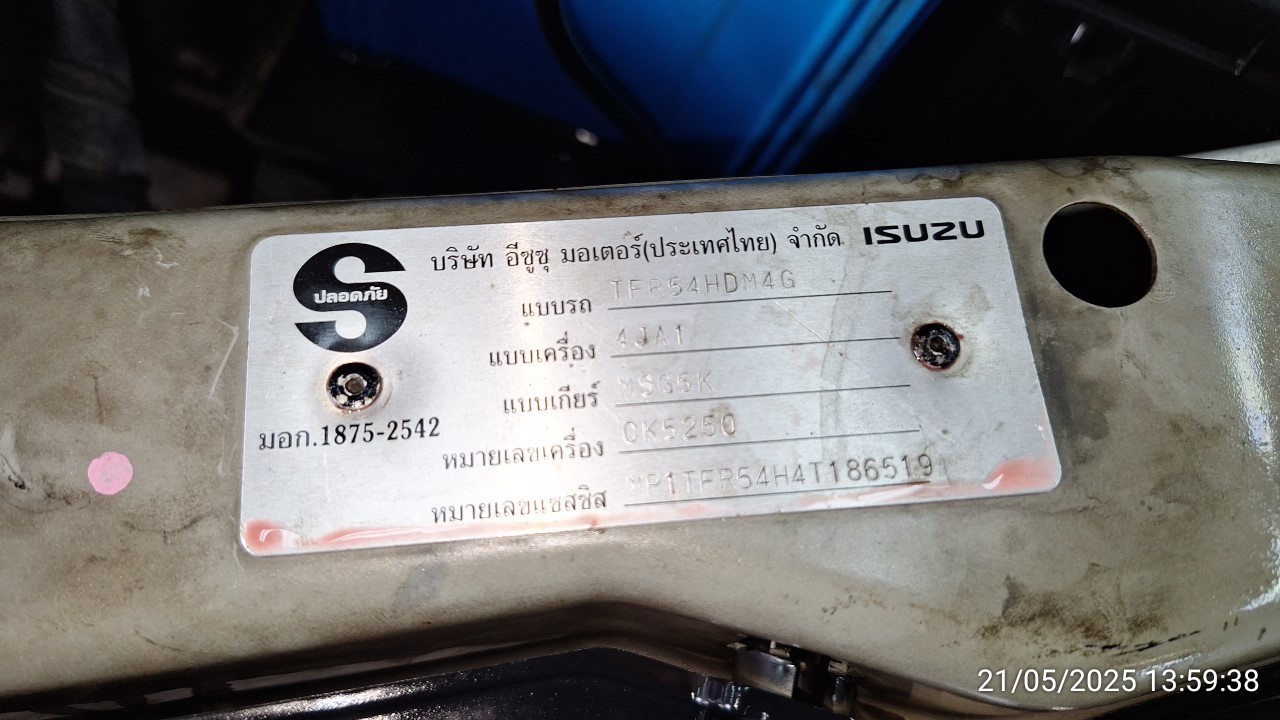 บริษัท อีซูซุ มอเตอร์(ประเทศไทย) จำกัด ISUZU
ปลอดภัย
แบบรถ TFR54HDM4G
แบบเครื่อง 4JA1
แบบเกียร์ MSG5K
หมายเลขเครื่อง CK5250
มอก.1875-2542
หมายเลขแซสซิส MP1TFR54H4T186519
21/05/2025 13:59:38